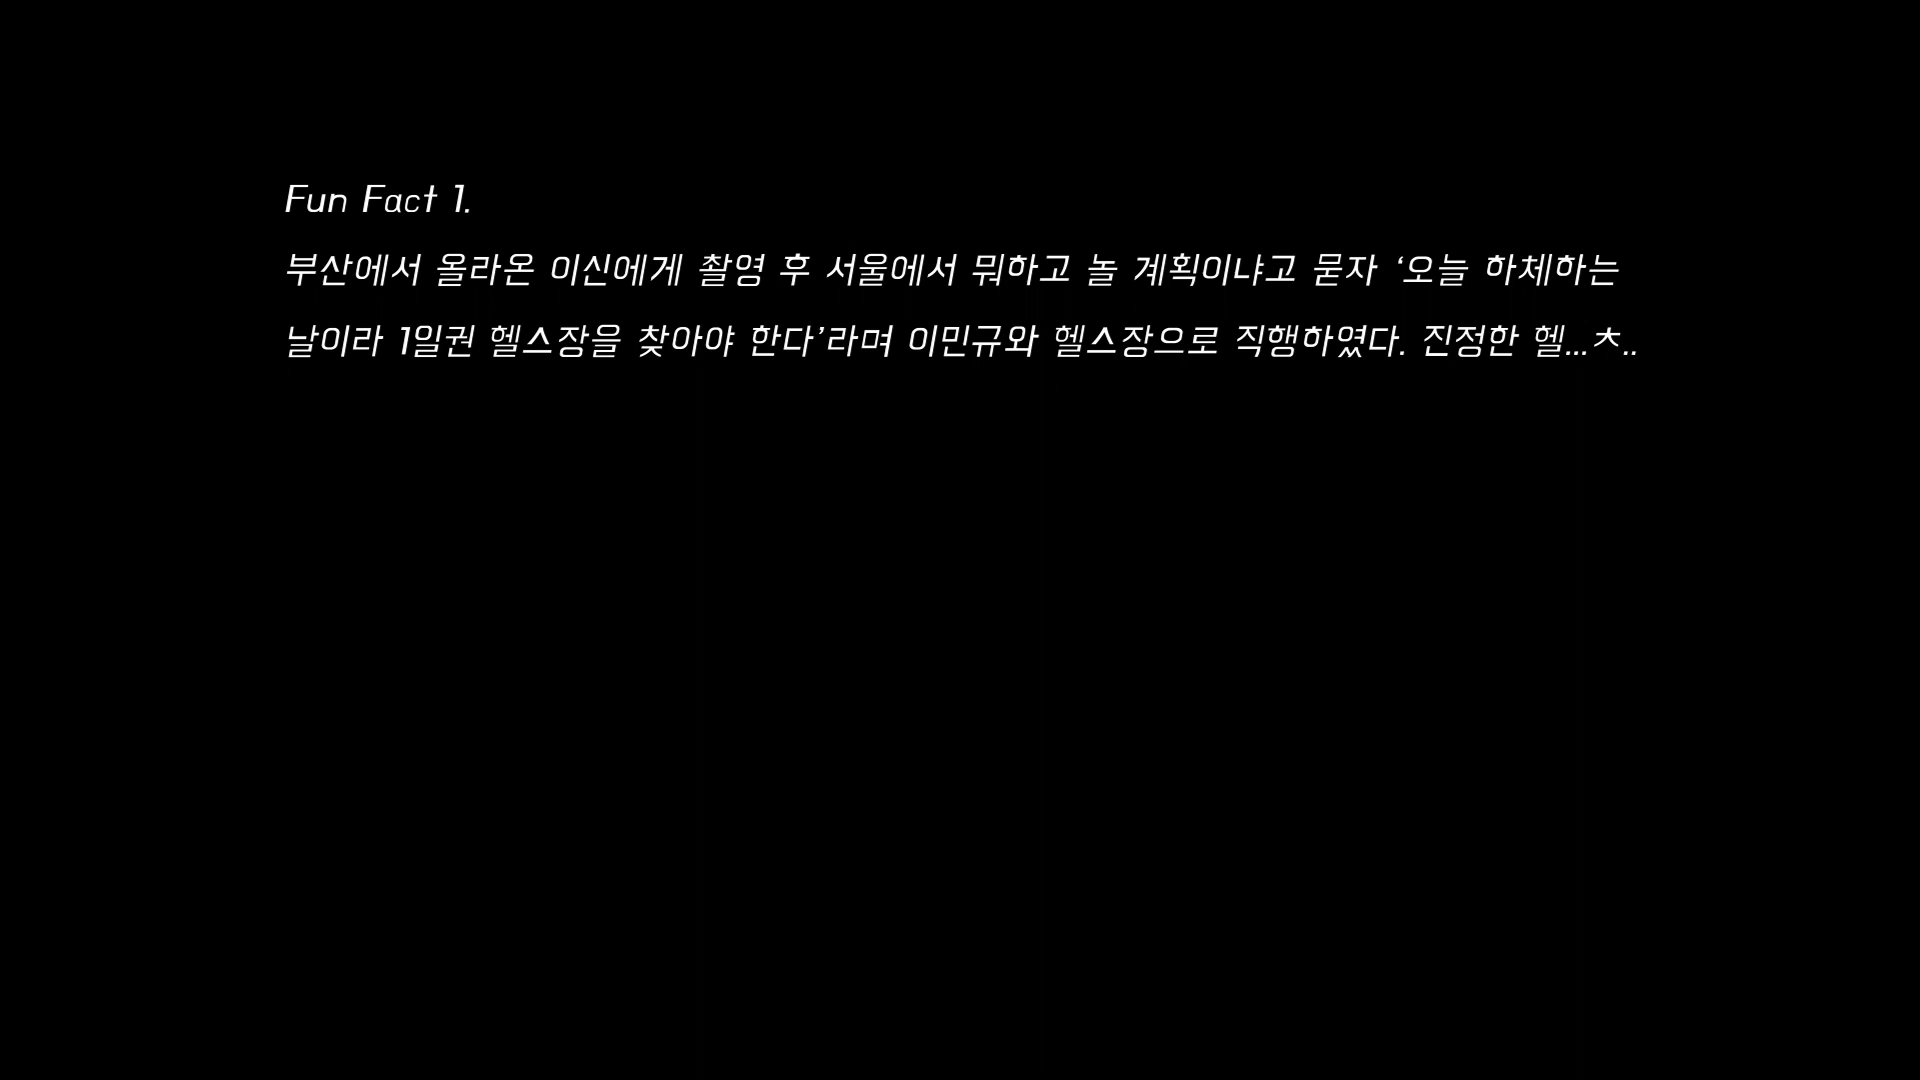 Fun Fact 1.
부산에서 올라온 이신에게 촬영 후 서울에서 뭐하고 놀 계획이냐고 묻자 ‘오늘 하체하는
날이라 1일권 헬스장을 찾아야 한다’라며 이민규와 헬스장으로 직행하였다. 진정한 헬...ㅊ..